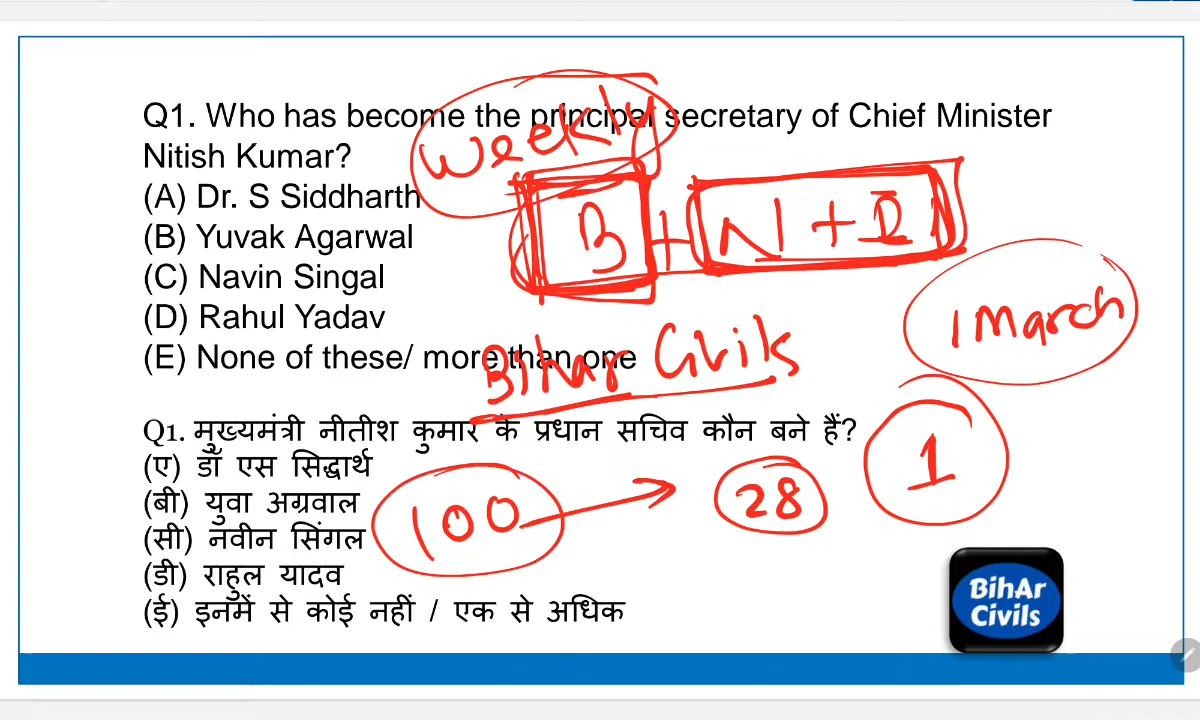 Q1. Who has become the principal secretary of Chief Minister
Nitish Kumar?
weekly
(A) Dr. S Siddharth
(B) Yuvak Agarwal
B + N + I
(C) Navin Singal
(D) Rahul Yadav
1 March
(E) None of these/ more than one
Bihar Civils
Q1. मुख्यमंत्री नीतीश कुमार के प्रधान सचिव कौन बने हैं?
(ए) डॉ एस सिद्धार्थ
1
(बी) युवा अग्रवाल
100 → 28
(सी) नवीन सिंगल
(डी) राहुल यादव
(ई) इनमें से कोई नहीं / एक से अधिक
BihAr
Civils